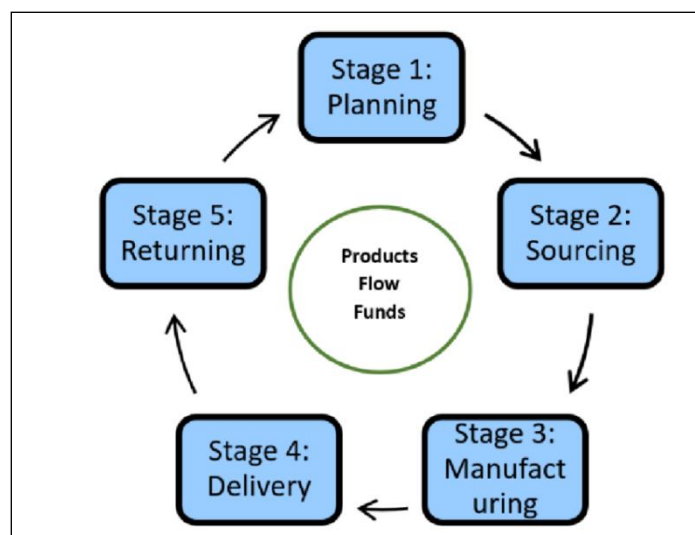 Stage 1:
Planning
Stage 2:
Sourcing
Stage 3:
Manufact
uring
Stage 4:
Delivery
Stage 5:
Returning
Products
Flow
Funds